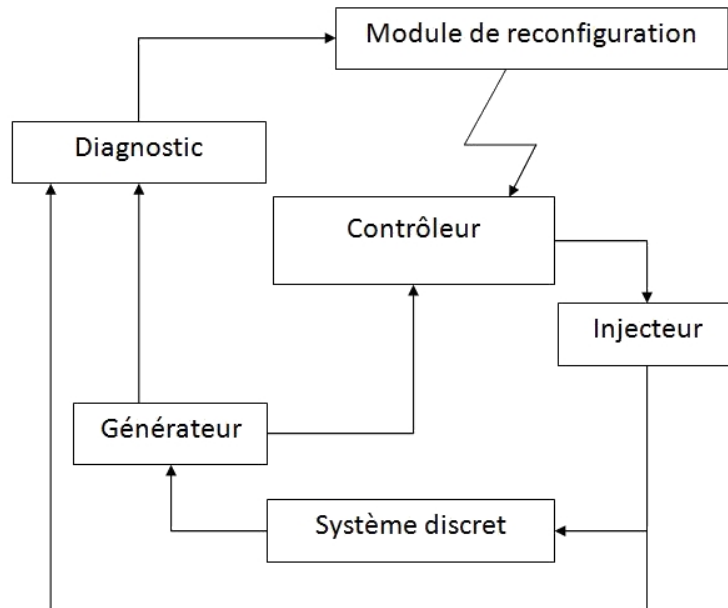 Module de reconfiguration
Diagnostic
Contrôleur
Injecteur
Générateur
Système discret